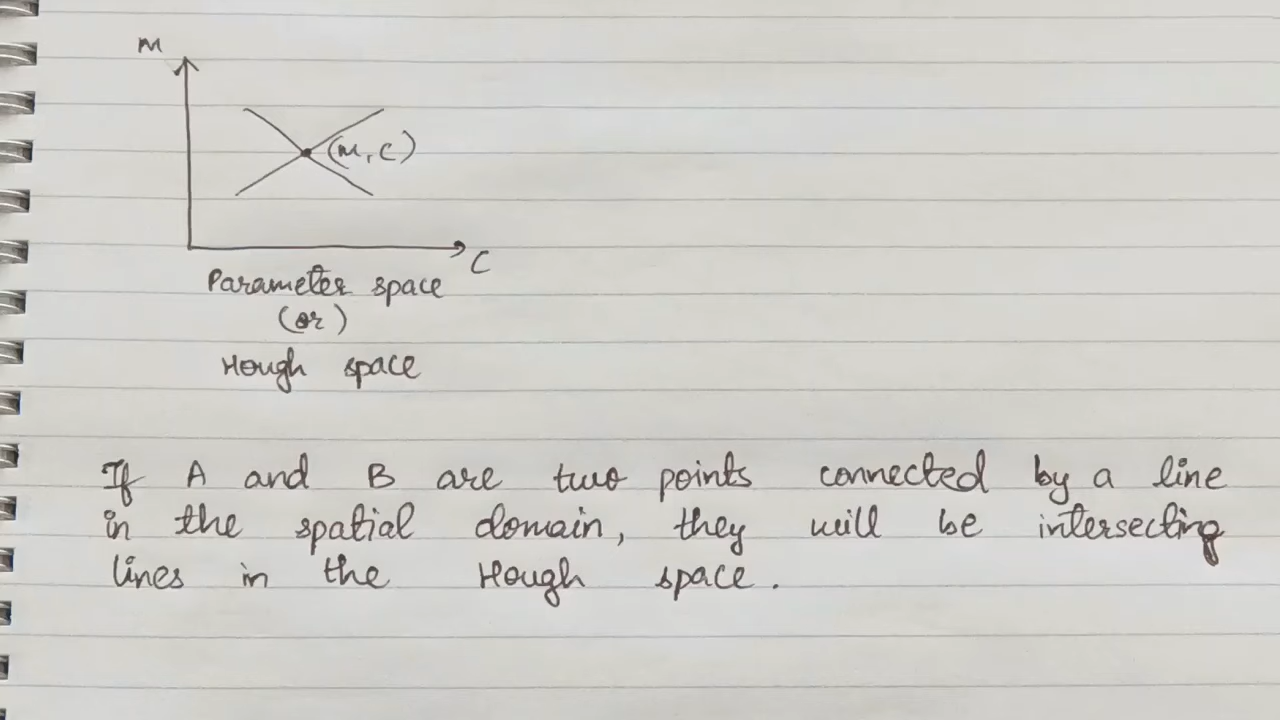 M
(m, c)
C
Parameter space
(or)
Hough space
If A and B are two points connected by a line
in the spatial domain, they will be intersecting
lines in the Hough space.